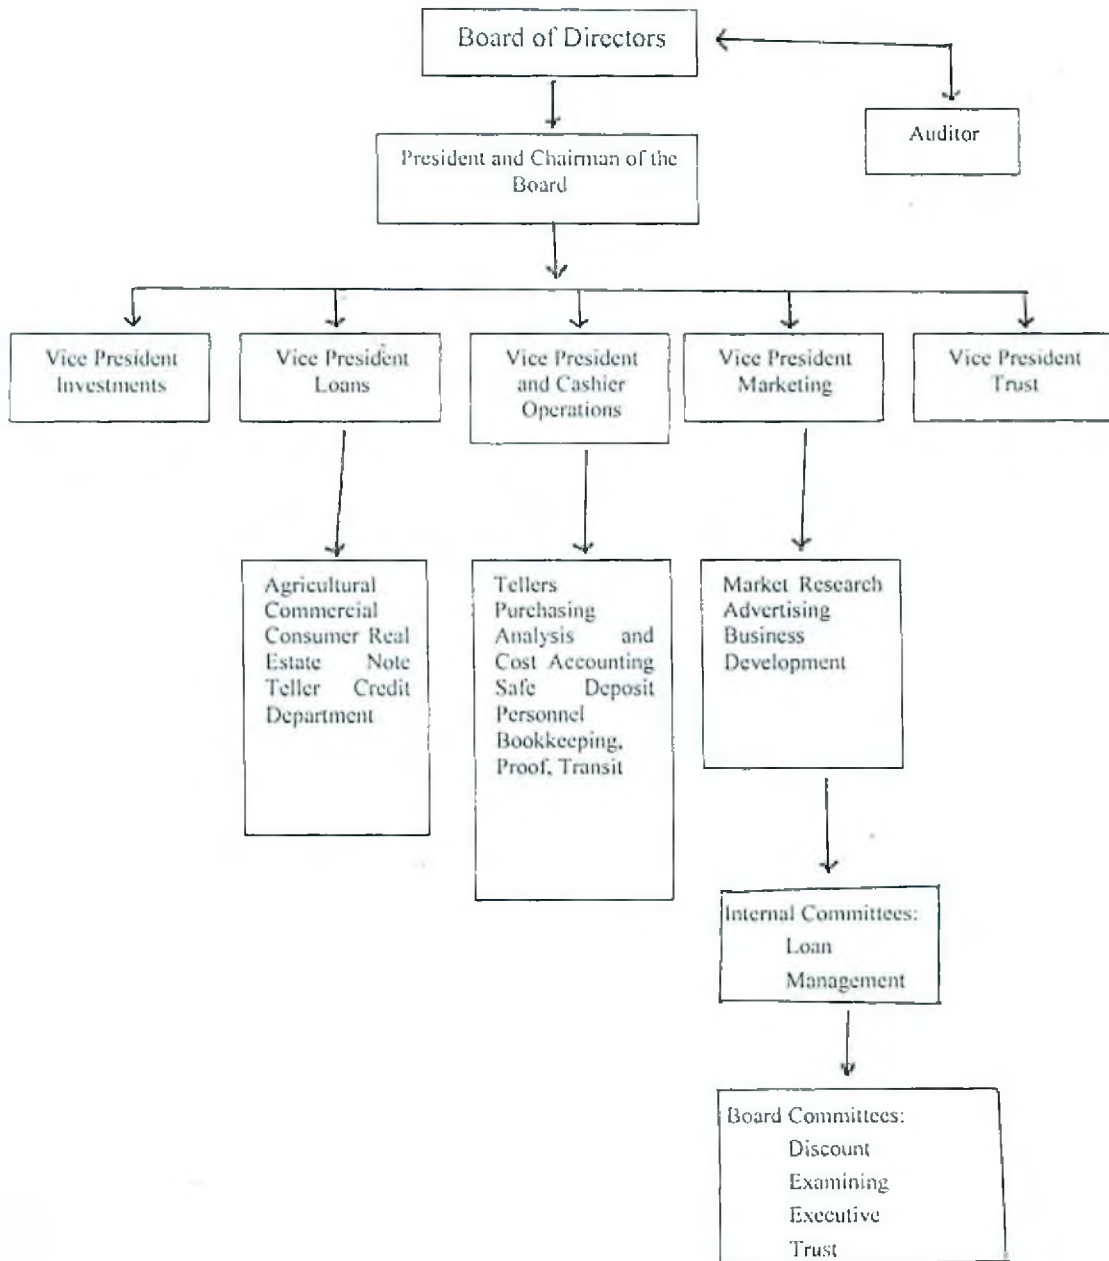 Board of Directors
Auditor
President and Chairman of the
Board
Vice President
Investments
Vice President
Loans
Vice President
and Cashier
Operations
Vice President
Marketing
Vice President
Trust
Agricultural
Commercial
Consumer Real
Estate Note
Teller Credit
Department
Tellers
Purchasing
Analysis and
Cost Accounting
Safe Deposit
Personnel
Bookkeeping,
Proof, Transit
Market Research
Advertising
Business
Development
Internal Committees:
Loan
Management
Board Committees:
Discount
Examining
Executive
Trust